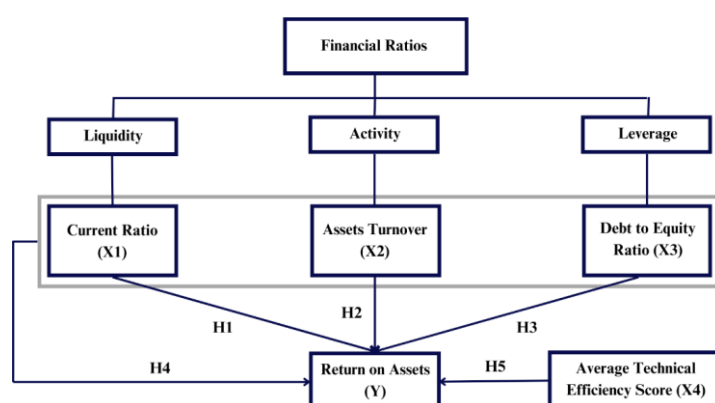 Financial Ratios
Liquidity
Activity
Leverage
Current Ratio
(X1)
Assets Turnover
(X2)
Debt to Equity
Ratio (X3)
H1
H2
H3
H4
H5
Return on Assets
(Y)
Average Technical
Efficiency Score (X4)